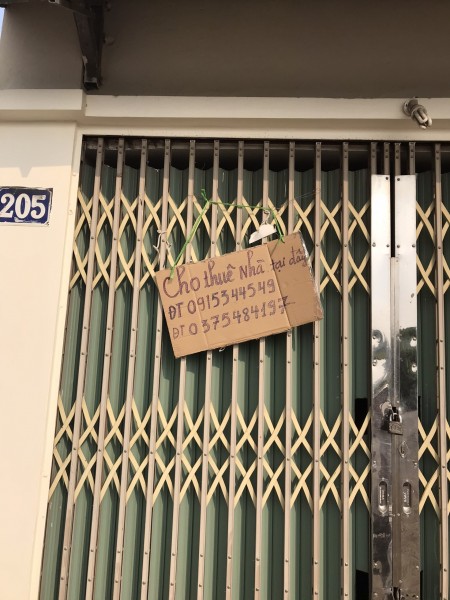 205
Cho thuê nhà tại đây
ĐT 0915344549
ĐT 0375484197